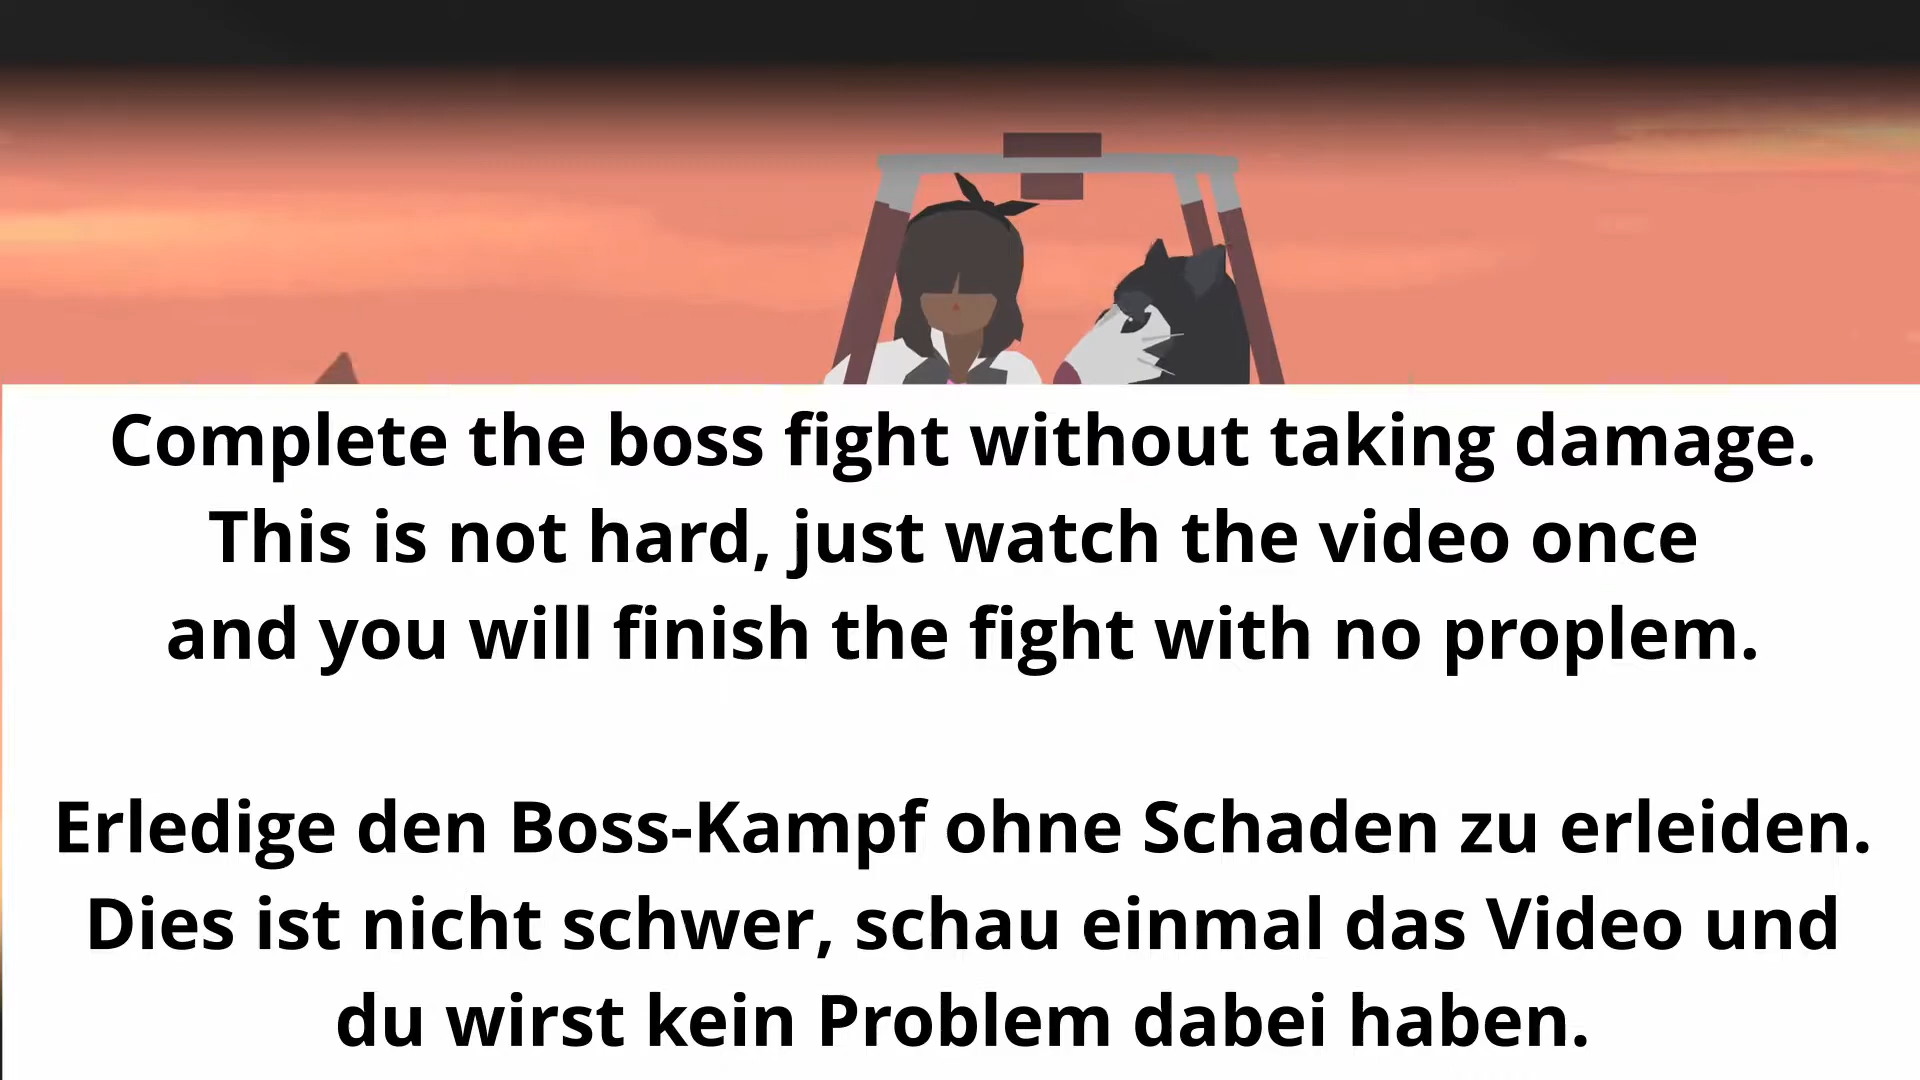 Complete the boss fight without taking damage.
This is not hard, just watch the video once
and you will finish the fight with no proplem.
Erledige den Boss-Kampf ohne Schaden zu erleiden.
Dies ist nicht schwer, schau einmal das Video und
du wirst kein Problem dabei haben.